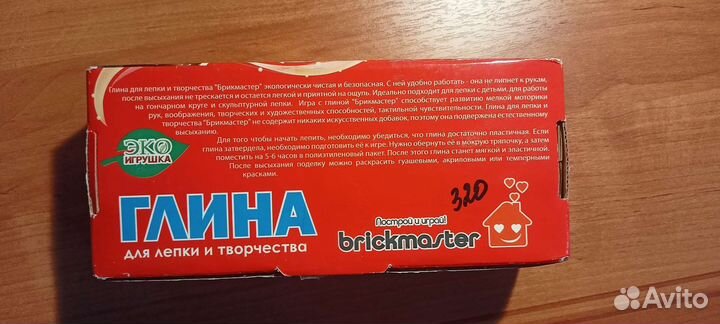 Глина для лепки и творчества "Брикмастер" экологически чистая и безопасная. С ней удобно работать - она не липнет к рукам,
после высыхания не трескается и остается легкой и приятной на ощупь. Идеально подходит для лепки с детьми, для работы
на гончарном круге и скульптурной лепки. Игра с глиной "Брикмастер" способствует развитию мелкой моторики
рук, воображения, творческих и художественных способностей, тактильной чувствительности. Глина для лепки и
творчества "Брикмастер" не содержит никаких искусственных добавок, поэтому она подвержена естественному
высыханию.
Для того чтобы начать лепить, необходимо убедиться, что глина достаточно пластичная. Если
глина затвердела, необходимо подготовить её к игре. Нужно обернуть её в мокрую тряпочку, а затем
поместить на 5-6 часов в полиэтиленовый пакет. После этого глина станет мягкой и эластичной.
После высыхания поделку можно раскрасить гуашевыми, акриловыми или темперными
красками.
ЭКО
ИГРУШКА
320
ГЛИНА
для лепки и творчества
Построй и играй!
brickmaster
Avito